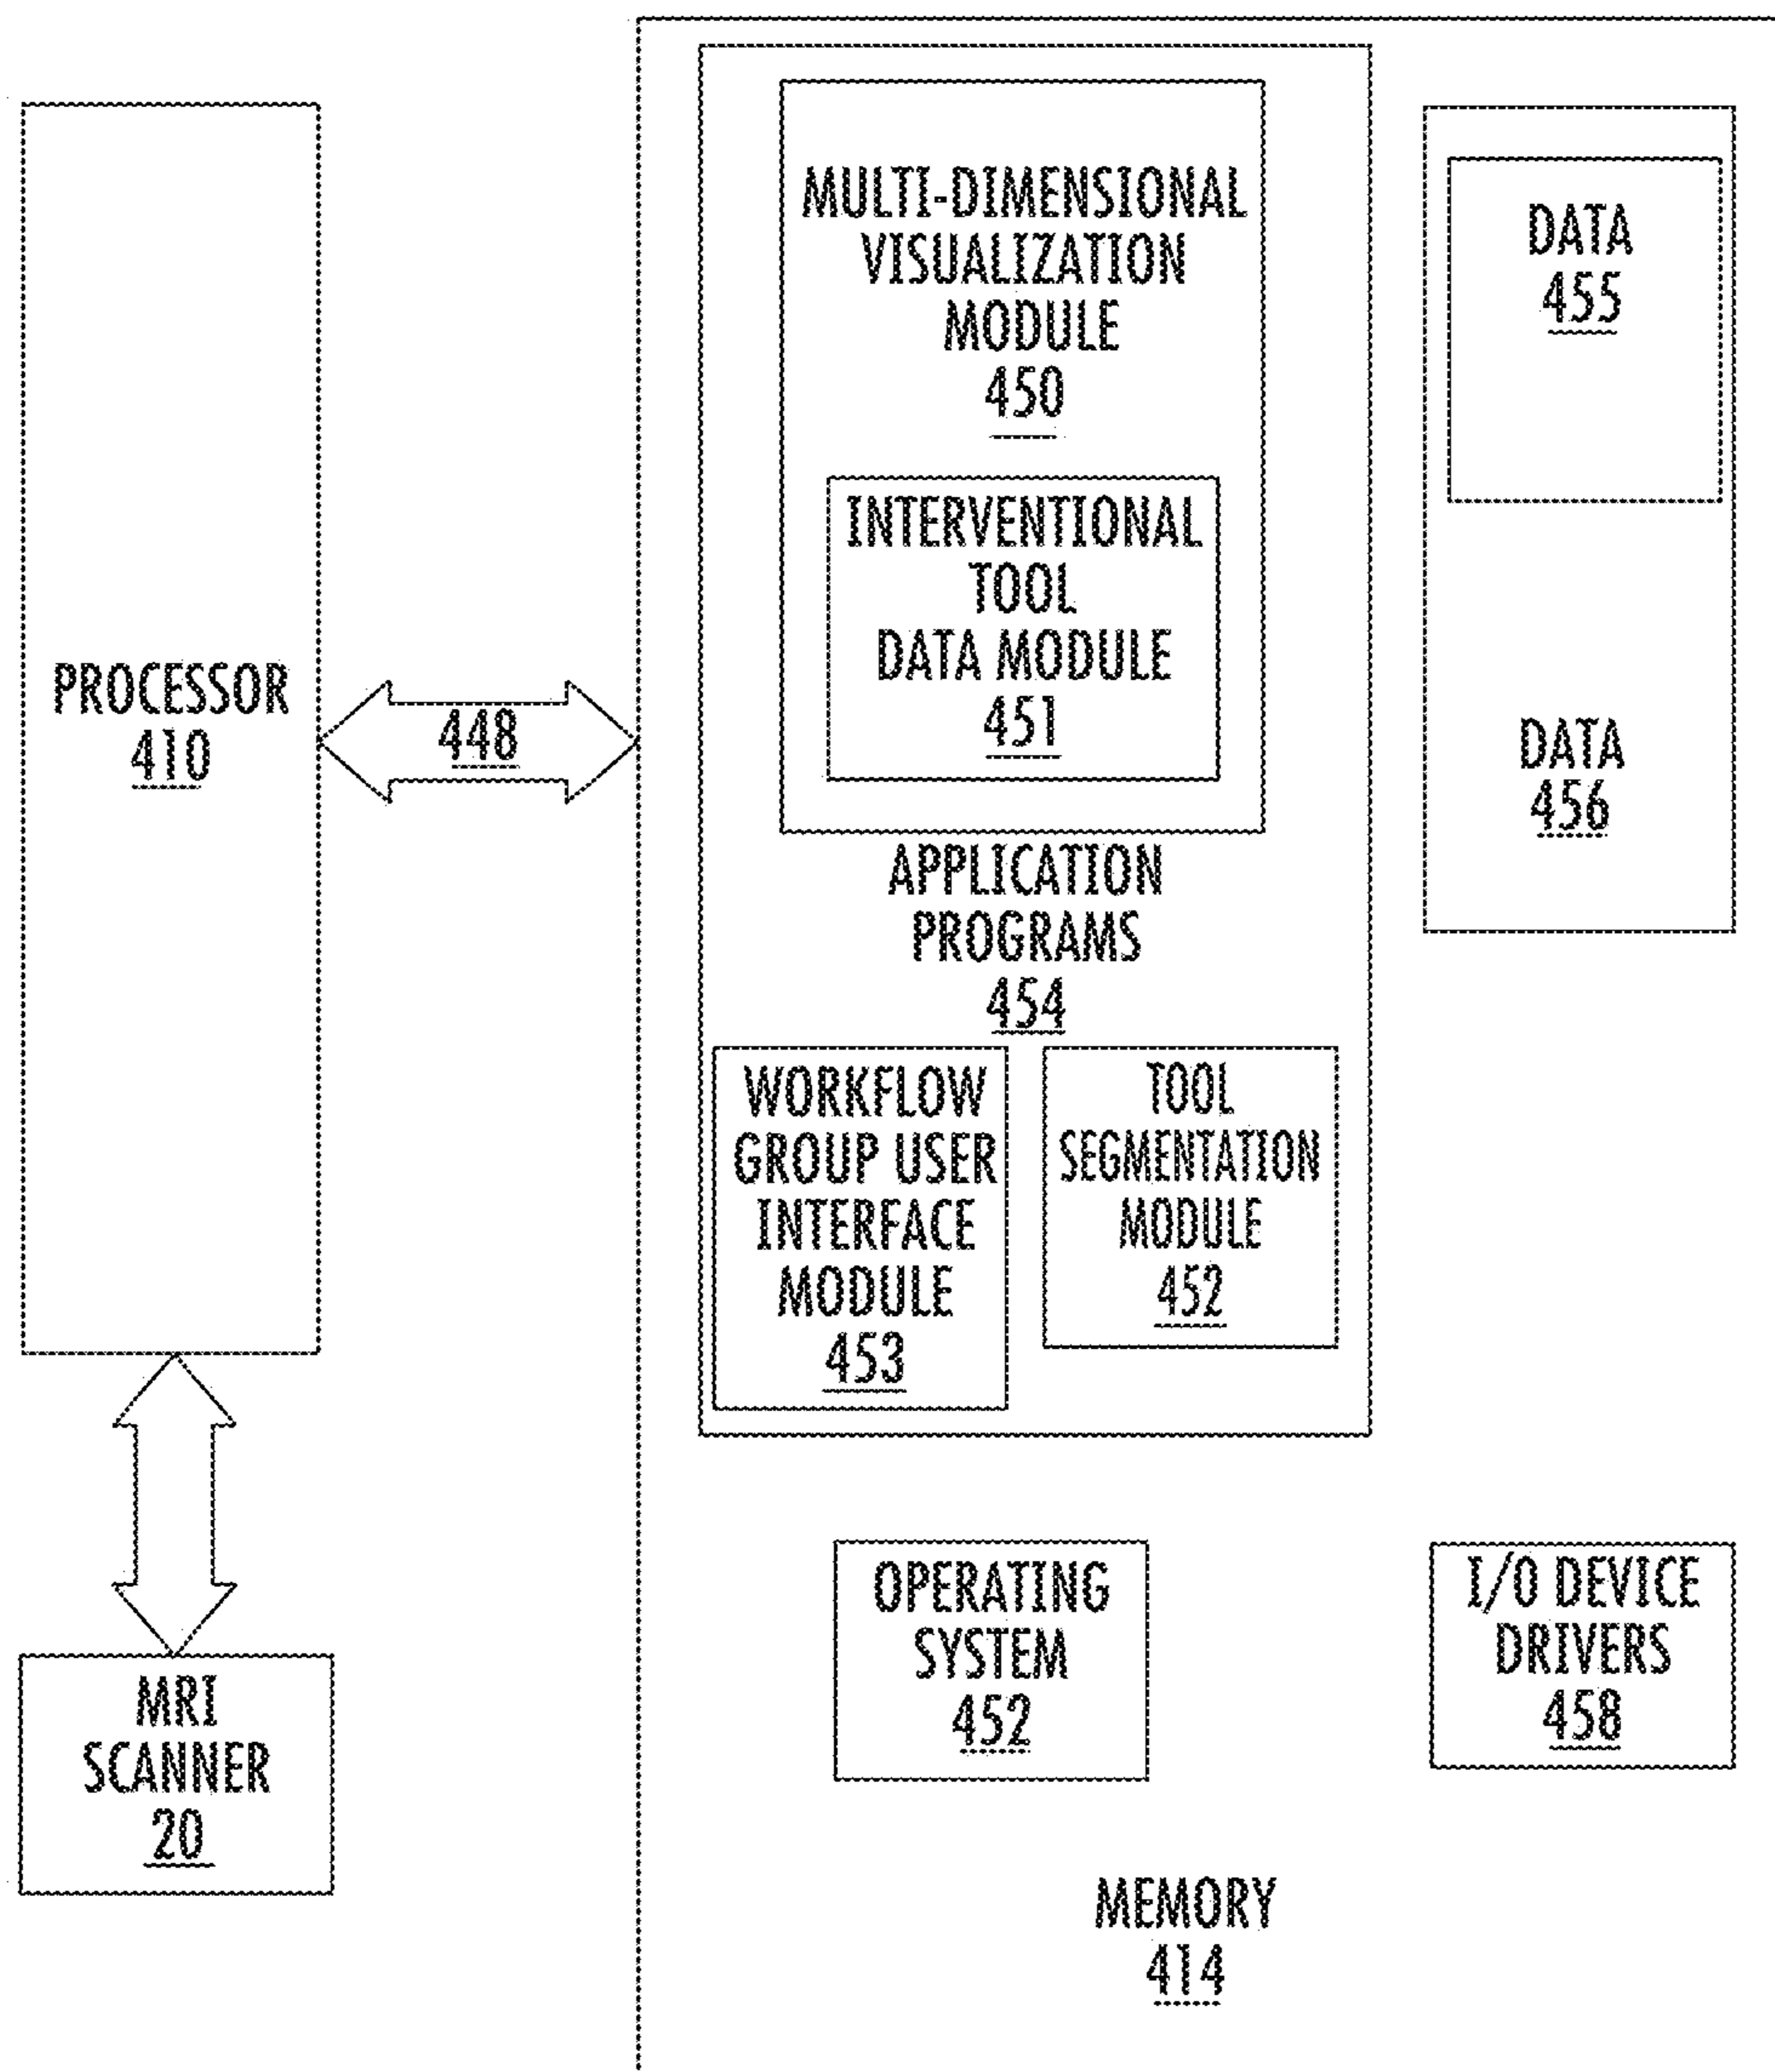 PROCESSOR
410
448
MRI
SCANNER
20
MULTI-DIMENSIONAL
VISUALIZATION
MODULE
450
INTERVENTIONAL
TOOL
DATA MODULE
451
APPLICATION
PROGRAMS
454
WORKFLOW
GROUP USER
INTERFACE
MODULE
453
TOOL
SEGMENTATION
MODULE
452
DATA
455
DATA
456
OPERATING
SYSTEM
452
I/O DEVICE
DRIVERS
458
MEMORY
414